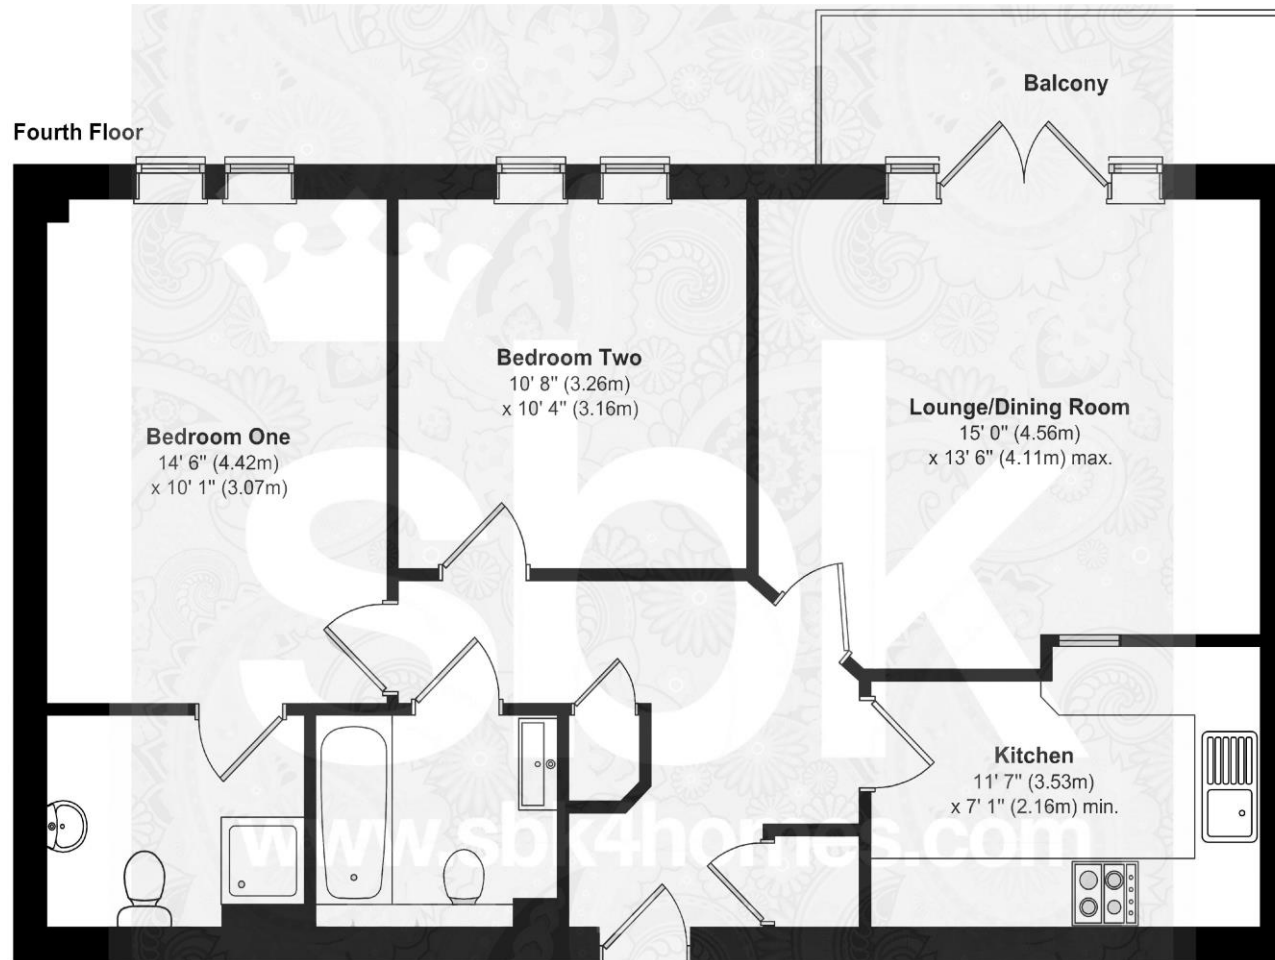 Balcony
Fourth Floor
Bedroom Two
10' 8" (3.26m)
x 10' 4" (3.16m)
Lounge/Dining Room
15' 0" (4.56m)
x 13' 6" (4.11m) max.
Bedroom One
14' 6" (4.42m)
x 10' 1" (3.07m)
sbk
Kitchen
11' 7" (3.53m)
x 7' 1" (2.16m) min.
www.sbk4homes.com